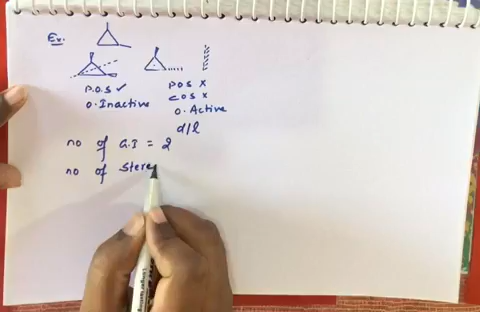 Ex.
P.O.S ✓
O. Inactive
POS ×
COS ×
O. Active
d/l
no of G.I = 2
no of Stere